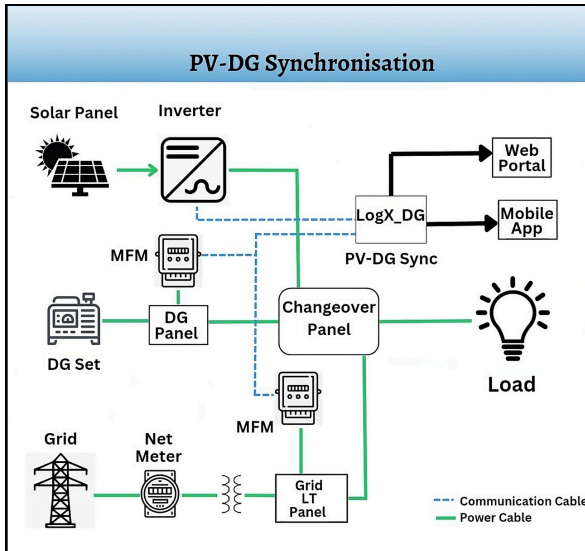 PV-DG Synchronisation
Solar Panel
Inverter
Web
Portal
LogX_DG
Mobile
App
PV-DG Sync
MFM
DG
Panel
DG Set
Changeover
Panel
Load
MFM
Grid
Net
Meter
Grid
LT
Panel
Communication Cable
Power Cable